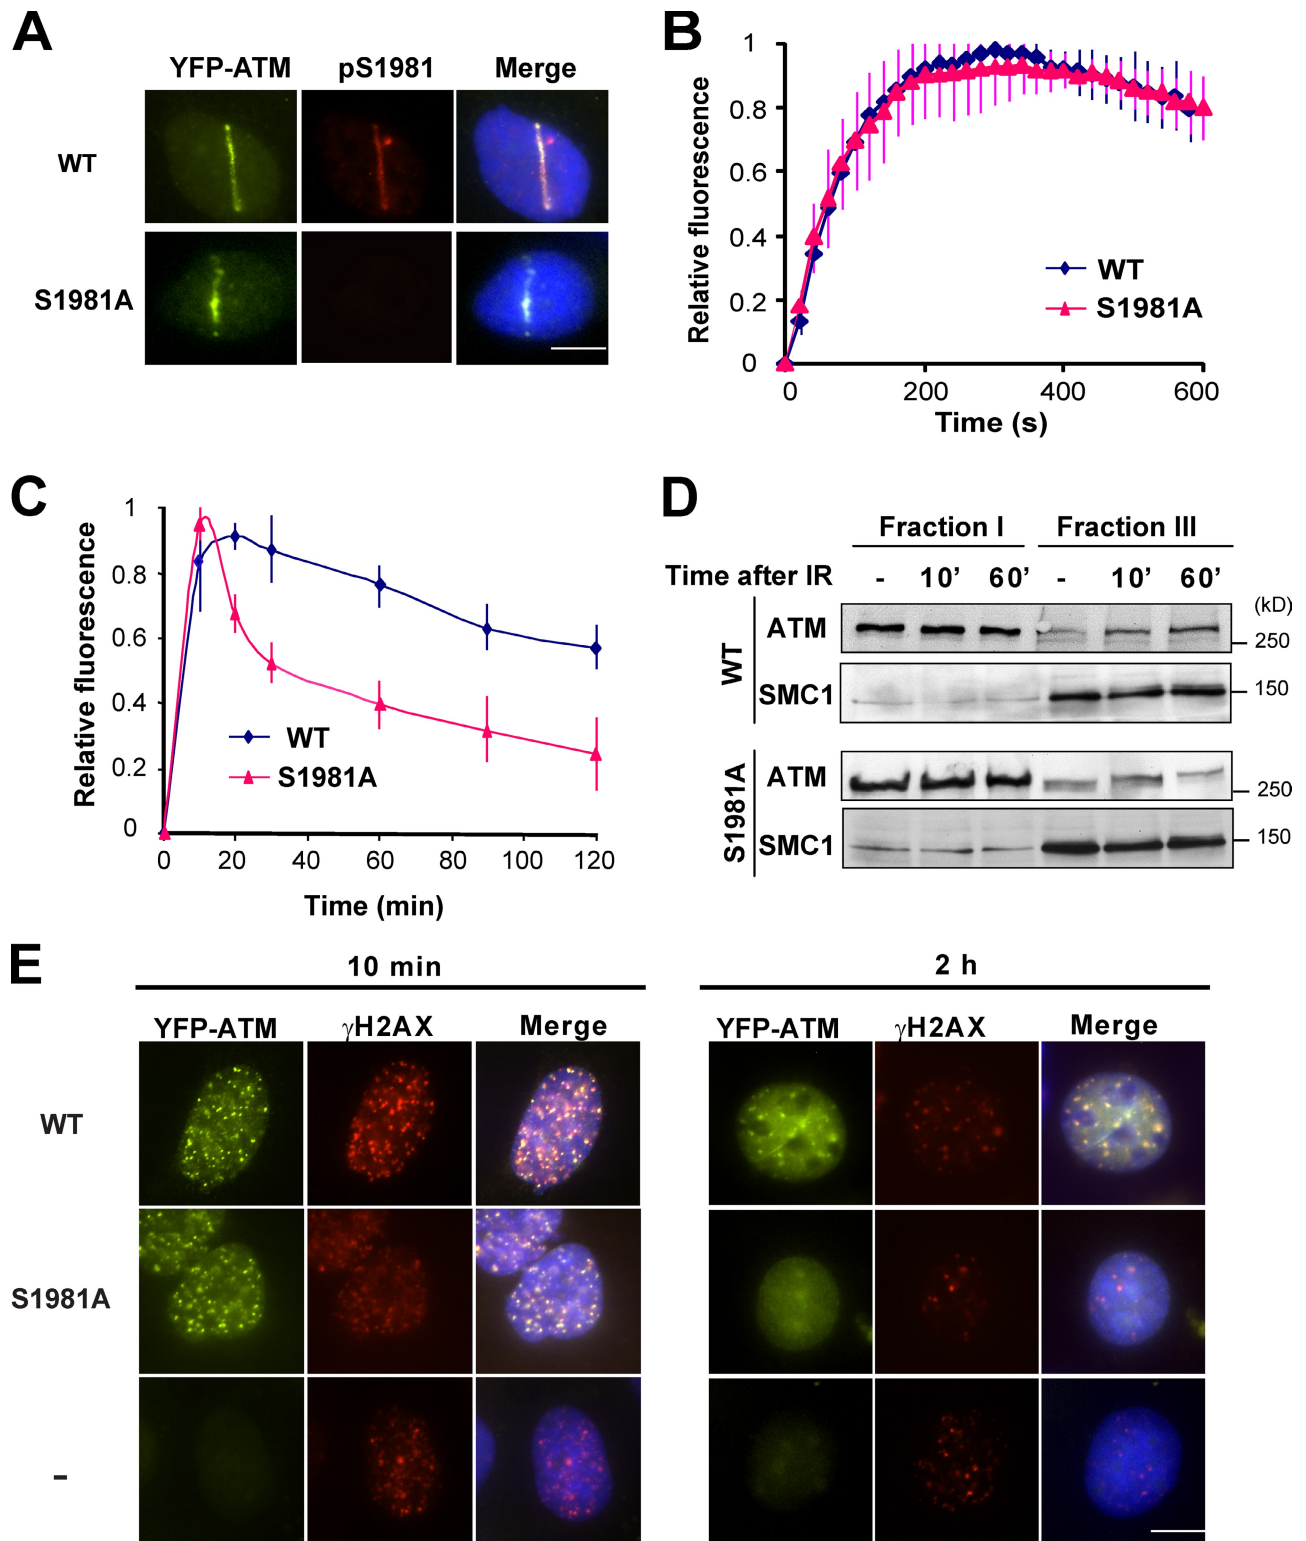 A
YFP-ATM pS1981 Merge
WT
S1981A
B
Relative fluorescence
1
0.8
0.6
0.4
0.2
0
WT
S1981A
0 200 400 600
Time (s)
C
Relative fluorescence
1
0.8
0.6
0.4
0.2
0
WT
S1981A
0 20 40 60 80 100 120
Time (min)
D
Fraction I Fraction III
Time after IR - 10’ 60’ - 10’ 60’
(kD)
WT
ATM
250
SMC1
150
S1981A
ATM
250
SMC1
150
E
10 min 2 h
YFP-ATM γH2AX Merge YFP-ATM γH2AX Merge
WT
S1981A
-